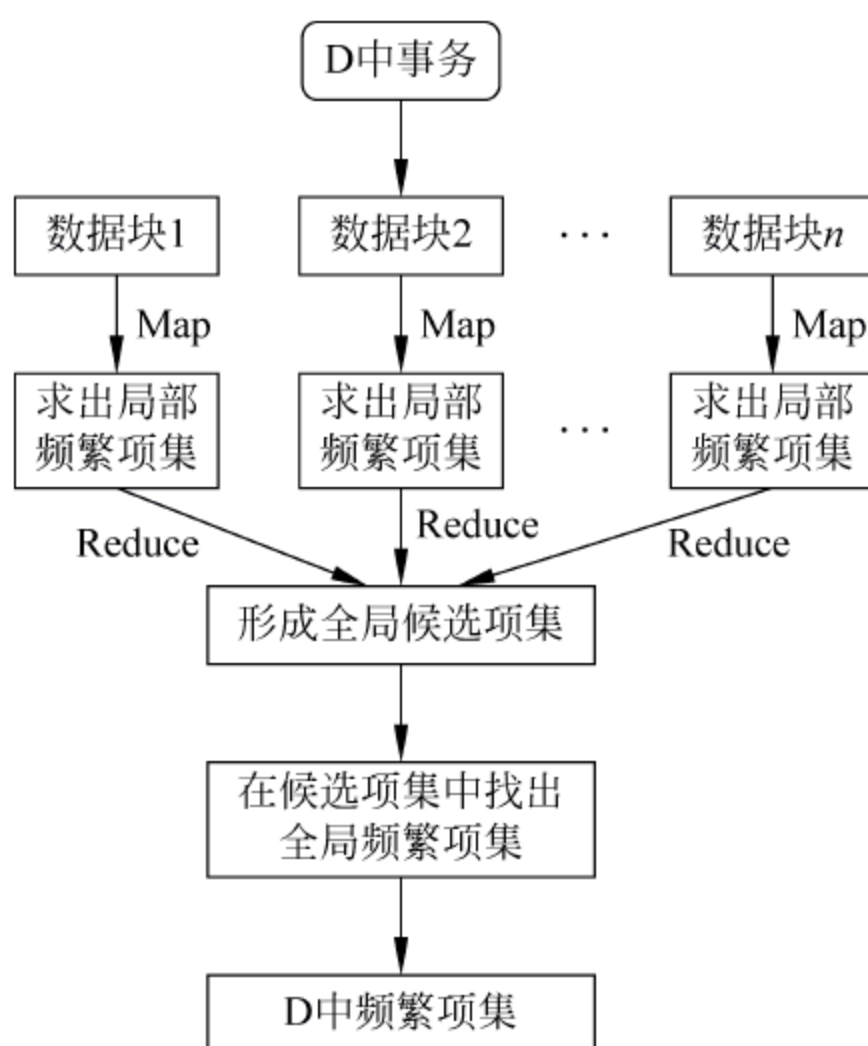 D中事务
数据块1
数据块2
···
数据块n
Map
Map
Map
求出局部
频繁项集
求出局部
频繁项集
···
求出局部
频繁项集
Reduce
Reduce
Reduce
形成全局候选项集
在候选项集中找出
全局频繁项集
D中频繁项集